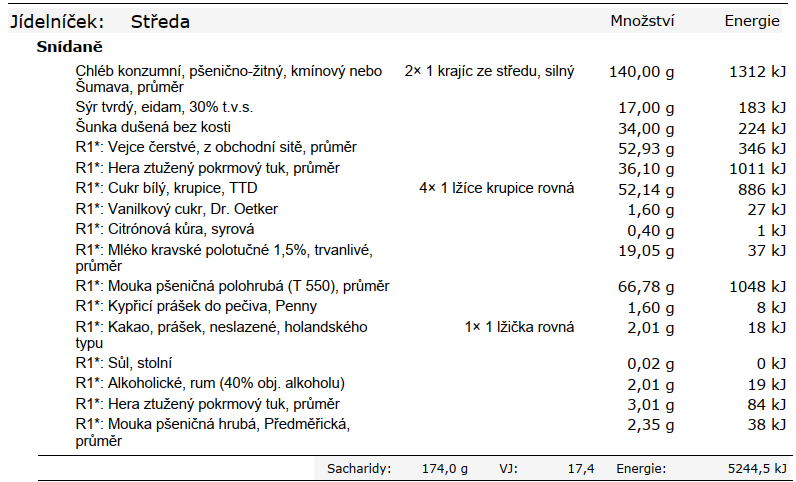 Jídelníček: Středa Množství Energie
Snídaně
Chléb konzumní, pšenično-žitný, kmínový nebo 2× 1 krajíc ze středu, silný 140,00 g 1312 kJ
Šumava, průměr
Sýr tvrdý, eidam, 30% t.v.s. 17,00 g 183 kJ
Šunka dušená bez kosti 34,00 g 224 kJ
R1*: Vejce čerstvé, z obchodní sitě, průměr 52,93 g 346 kJ
R1*: Hera ztužený pokrmový tuk, průměr 36,10 g 1011 kJ
R1*: Cukr bílý, krupice, TTD 4× 1 lžíce krupice rovná 52,14 g 886 kJ
R1*: Vanilkový cukr, Dr. Oetker 1,60 g 27 kJ
R1*: Citrónová kůra, syrová 0,40 g 1 kJ
R1*: Mléko kravské polotučné 1,5%, trvanlivé, 19,05 g 37 kJ
průměr
R1*: Mouka pšeničná polohrubá (T 550), průměr 66,78 g 1048 kJ
R1*: Kypřicí prášek do pečiva, Penny 1,60 g 8 kJ
R1*: Kakao, prášek, neslazené, holandského 1× 1 lžička rovná 2,01 g 18 kJ
typu
R1*: Sůl, stolní 0,02 g 0 kJ
R1*: Alkoholické, rum (40% obj. alkoholu) 2,01 g 19 kJ
R1*: Hera ztužený pokrmový tuk, průměr 3,01 g 84 kJ
R1*: Mouka pšeničná hrubá, Předměřická, 2,35 g 38 kJ
průměr
Sacharidy: 174,0 g VJ: 17,4 Energie: 5244,5 kJ